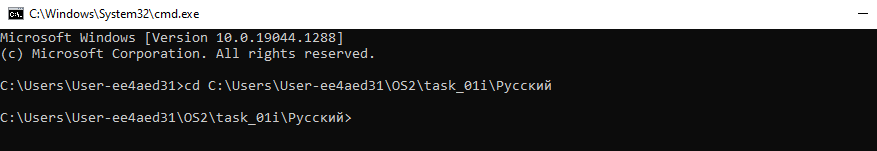 C:\Windows\System32\cmd.exe
Microsoft Windows [Version 10.0.19044.1288]
(c) Microsoft Corporation. All rights reserved.
C:\Users\User-ee4aed31>cd C:\Users\User-ee4aed31\OS2\task_01i\Русский
C:\Users\User-ee4aed31\OS2\task_01i\Русский>